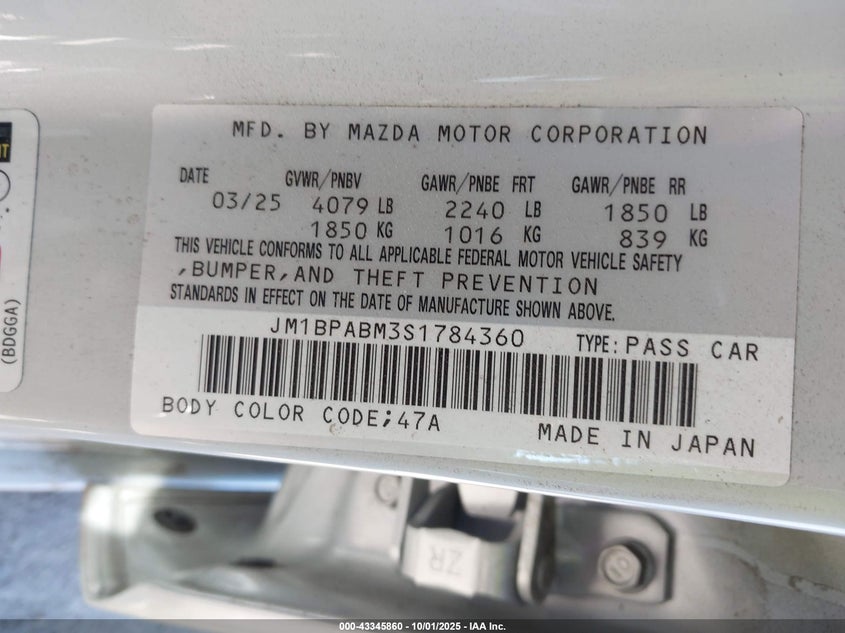 MFD. BY MAZDA MOTOR CORPORATION
DATE GVWR/PNBV GAWR/PNBE FRT GAWR/PNBE RR
03/25 4079 LB 2240 LB 1850 LB
1850 KG 1016 KG 839 KG
THIS VEHICLE CONFORMS TO ALL APPLICABLE FEDERAL MOTOR VEHICLE SAFETY
,BUMPER,AND THEFT PREVENTION
STANDARDS IN EFFECT ON THE DATE OF MANUFACTURE SHOWN ABOVE.
JM1BPABM3S1784360 TYPE:PASS CAR
BODY COLOR CODE;47A
MADE IN JAPAN
(BDGGA)
ZR
000-43345860 - 10/01/2025 - IAA Inc.